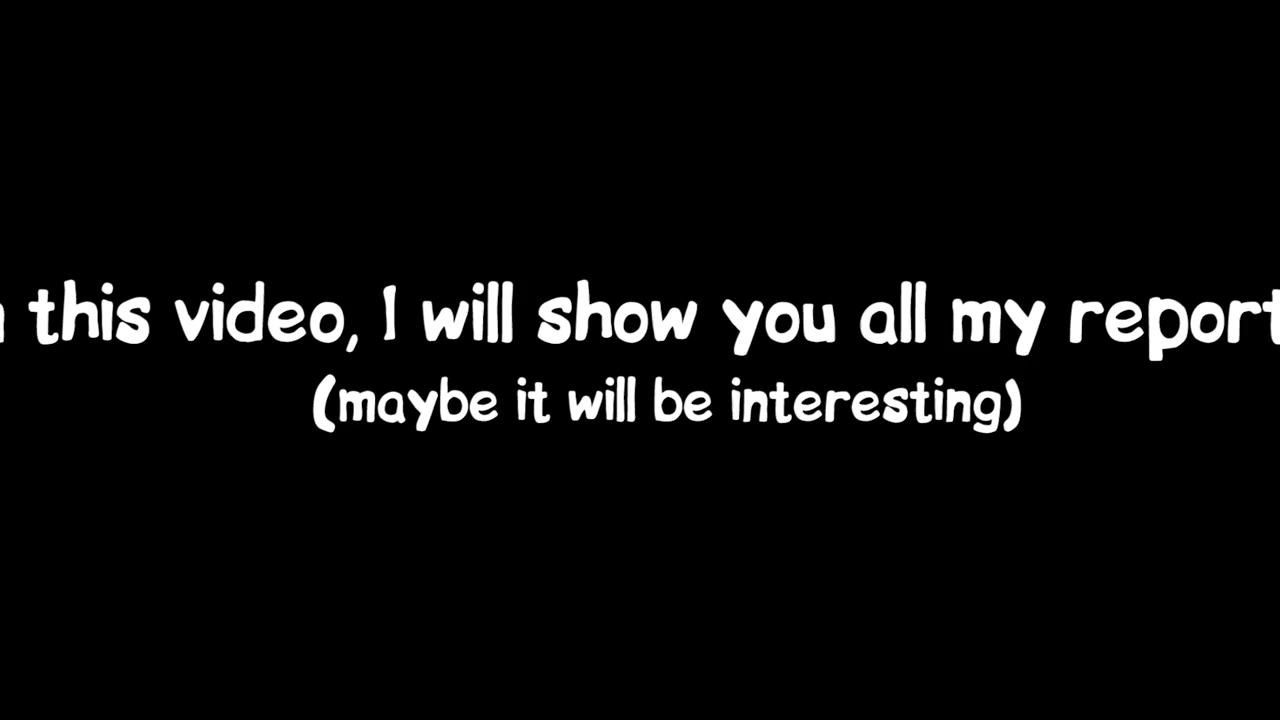 this video, I will show you all my report
(maybe it will be interesting)